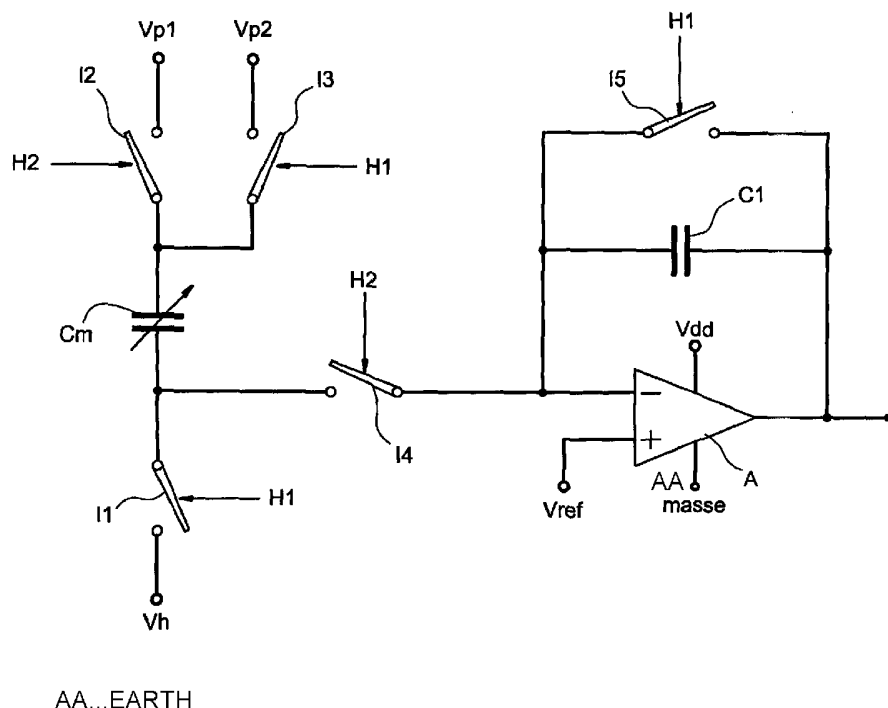 Vp1
Vp2
H1
I2
I3
I5
H2
H1
C1
H2
Cm
Vdd
I4
I1
H1
Vref
AA
A
masse
Vh
AA...EARTH